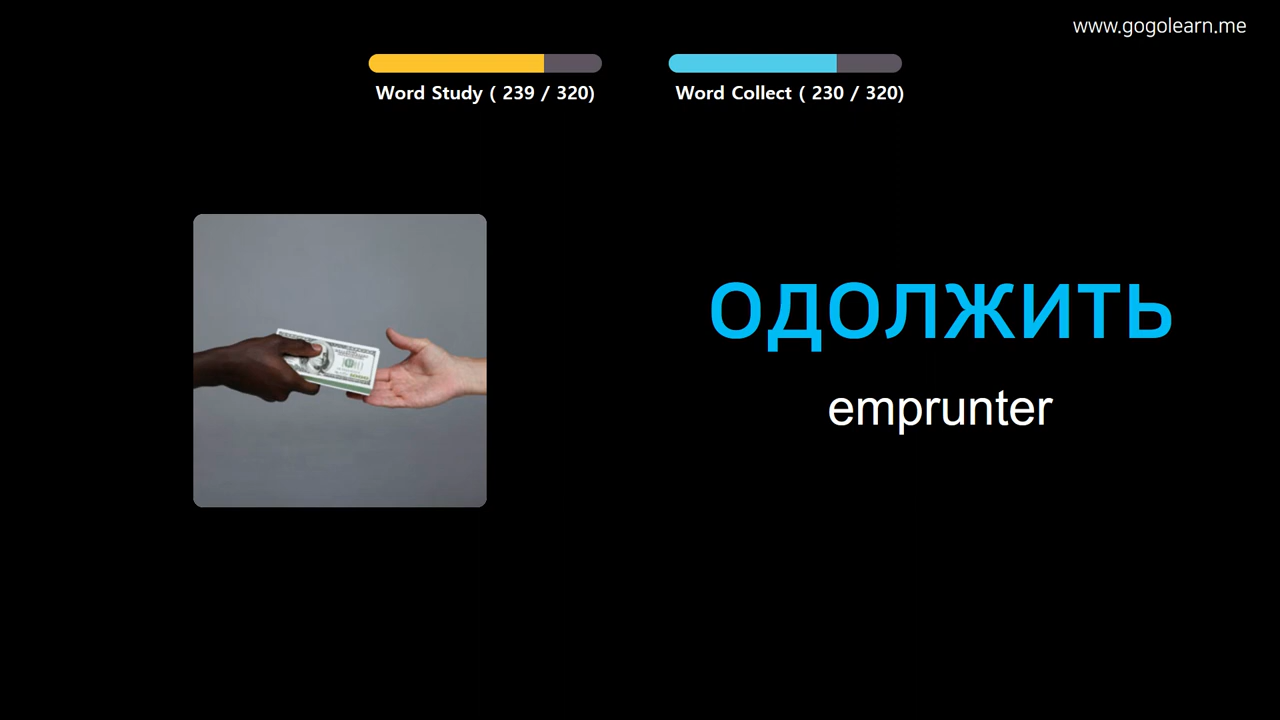 www.gogolearn.me
Word Study ( 239 / 320)
Word Collect ( 230 / 320)
ОДОЛЖИТЬ
emprunter